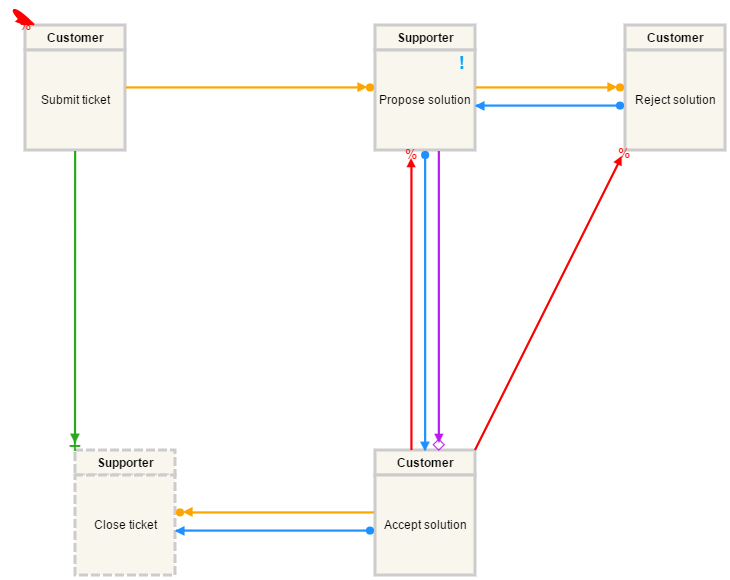 %
Customer
Submit ticket
Supporter
!
Propose solution
%
Customer
Reject solution
%
Supporter
Close ticket
Customer
Accept solution